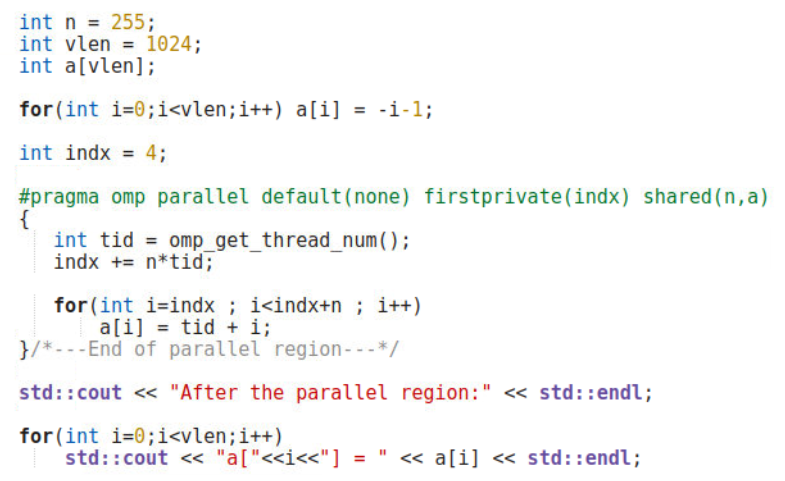 int n = 255;
int vlen = 1024;
int a[vlen];
for(int i=0;i<vlen;i++) a[i] = -i-1;
int indx = 4;
#pragma omp parallel default(none) firstprivate(indx) shared(n,a)
{
int tid = omp_get_thread_num();
indx += n*tid;
for(int i=indx ; i<indx+n ; i++)
a[i] = tid + i;
}/*---End of parallel region---*/
std::cout << "After the parallel region:" << std::endl;
for(int i=0;i<vlen;i++)
std::cout << "a["<<i<<"] = " << a[i] << std::endl;